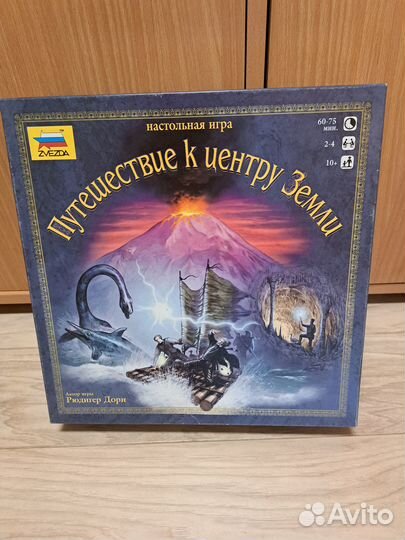 ZVEZDA
настольная игра
60-75
мин.
2-4
10+
Путешествие к центру Земли
Автор игры
Рюдигер Дорн
Avito